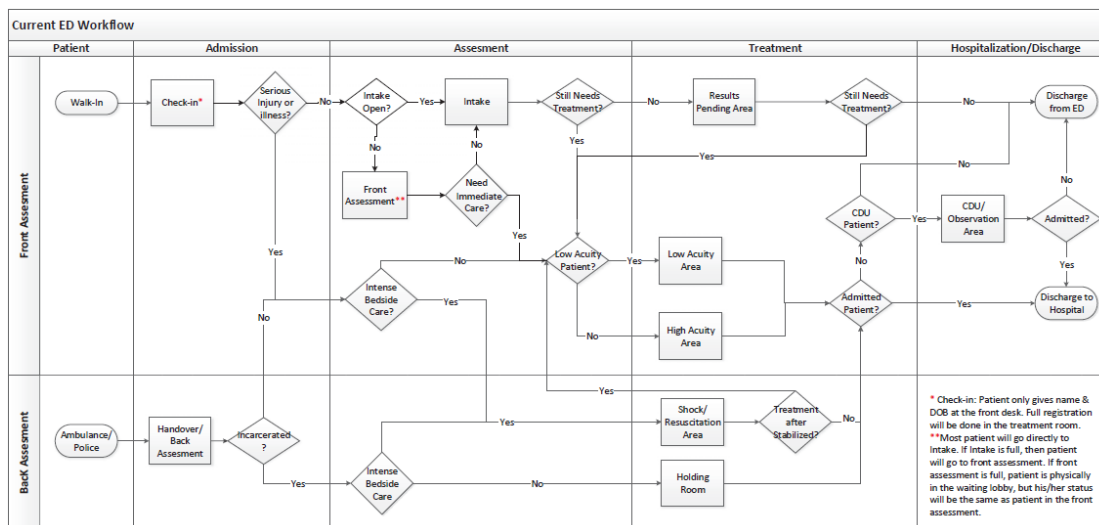 Current ED Workflow
Patient
Admission
Assesment
Treatment
Hospitalization/Discharge
Front Assesment
Walk-In
Check-in*
Serious
Injury or
illness?
No
Intake
Open?
Yes
Intake
Still Needs
Treatment?
No
Results
Pending Area
Still Needs
Treatment?
No
Discharge
from ED
No
No
Yes
Yes
No
No
Front
Assessment**
Need
Immediate
Care?
CDU
Patient?
Yes
CDU/
Observation
Area
Admitted?
Yes
Yes
No
Low Acuity
Patient?
Yes
Low Acuity
Area
No
Yes
Intense
Bedside
Care?
Yes
Admitted
Patient?
Yes
Discharge to
Hospital
No
No
High Acuity
Area
BacK Assesment
Ambulance/
Police
Handover/
Back
Assesment
Incarcerated
?
Yes
Intense
Bedside
Care
Yes
No
Yes
Shock/
Resuscitation
Area
Treatment
after
Stabilized?
No
Holding
Room
* Check-in: Patient only gives name &
DOB at the front desk. Full registration
will be done in the treatment room.
**Most patient will go directly to
Intake. If Intake is full, then patient
will go to front assessment. If front
assessment is full, patient is physically
in the waiting lobby, but his/her status
will be the same as patient in the front
assessment.